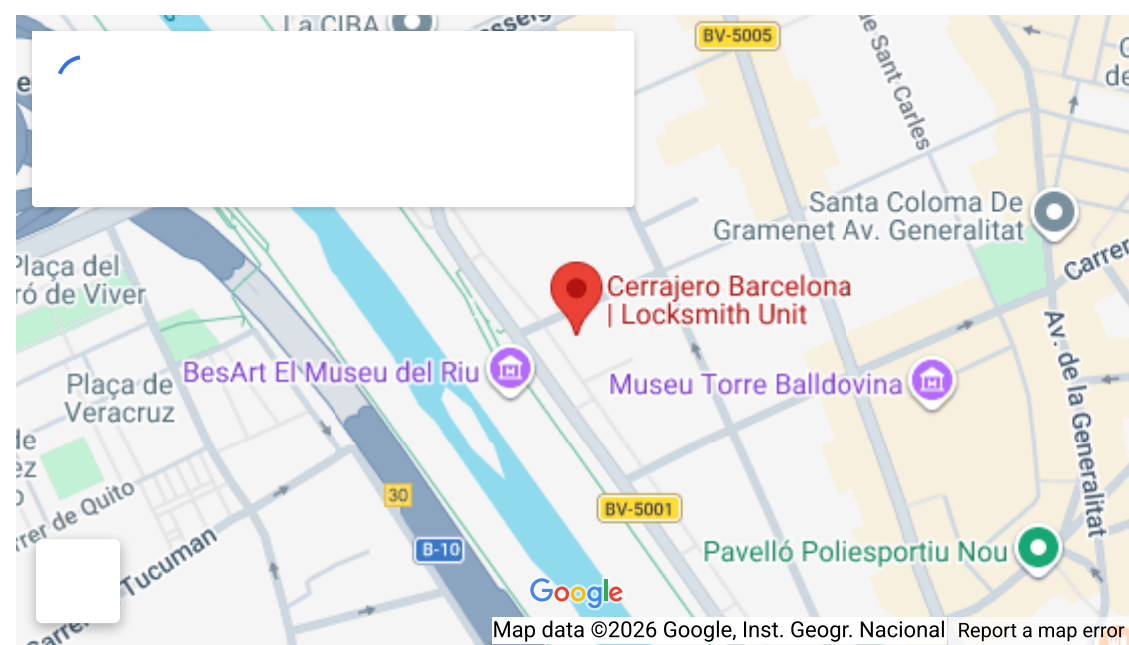 La CIBA
BV-5005
de Sant Carles
Santa Coloma De
Gramenet Av. Generalitat
Carrer
Plaça del
ró de Viver
Cerrajero Barcelona
| Locksmith Unit
Av. de la Generalitat
BesArt El Museu del Riu
Plaça de
Veracruz
Museu Torre Balldovina
rrer de Quito
30
BV-5001
B-10
Tucuman
Pavelló Poliesportiu Nou
Google
Carre
Map data ©2026 Google, Inst. Geogr. Nacional
Report a map error